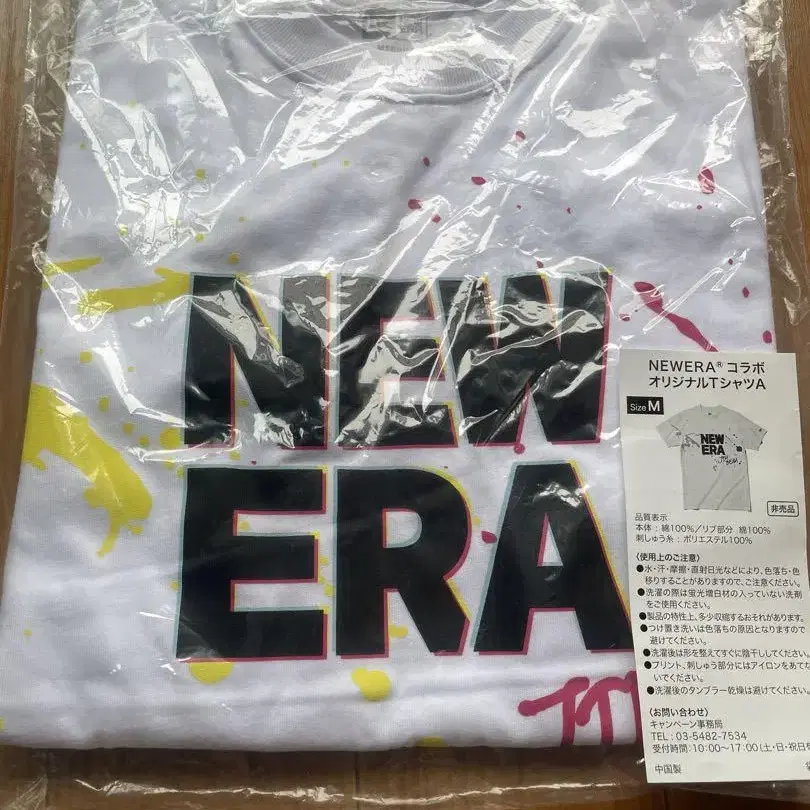 NEW
ERA
NEWERA® コラボ
オリジナルTシャツA
Size M
NEW
ERA
非売品
品質表示
本体：綿100%／リブ部分 綿100%
刺しゅう糸：ポリエステル100%
〈使用上のご注意〉
●水・汗・摩擦・直射日光などにより、色落ち・色
移りすることがありますので、ご注意ください。
●洗濯の際は蛍光増白材の入っていない洗剤
をご使用ください。
●製品の特性上、多少収縮するおそれがあります。
●つけ置き洗いは色落ちの原因となりますので
避けてください。
●洗濯後は形を整えてすぐに陰干ししてください。
●プリント、刺しゅう部分にはアイロンをあてな
いでください。
●洗濯後のタンブラー乾燥は避けてください。
〈お問い合わせ〉
キャンペーン事務局
TEL：03-5482-7534
受付時間：10:00～17:00（土・日・祝日
中国製